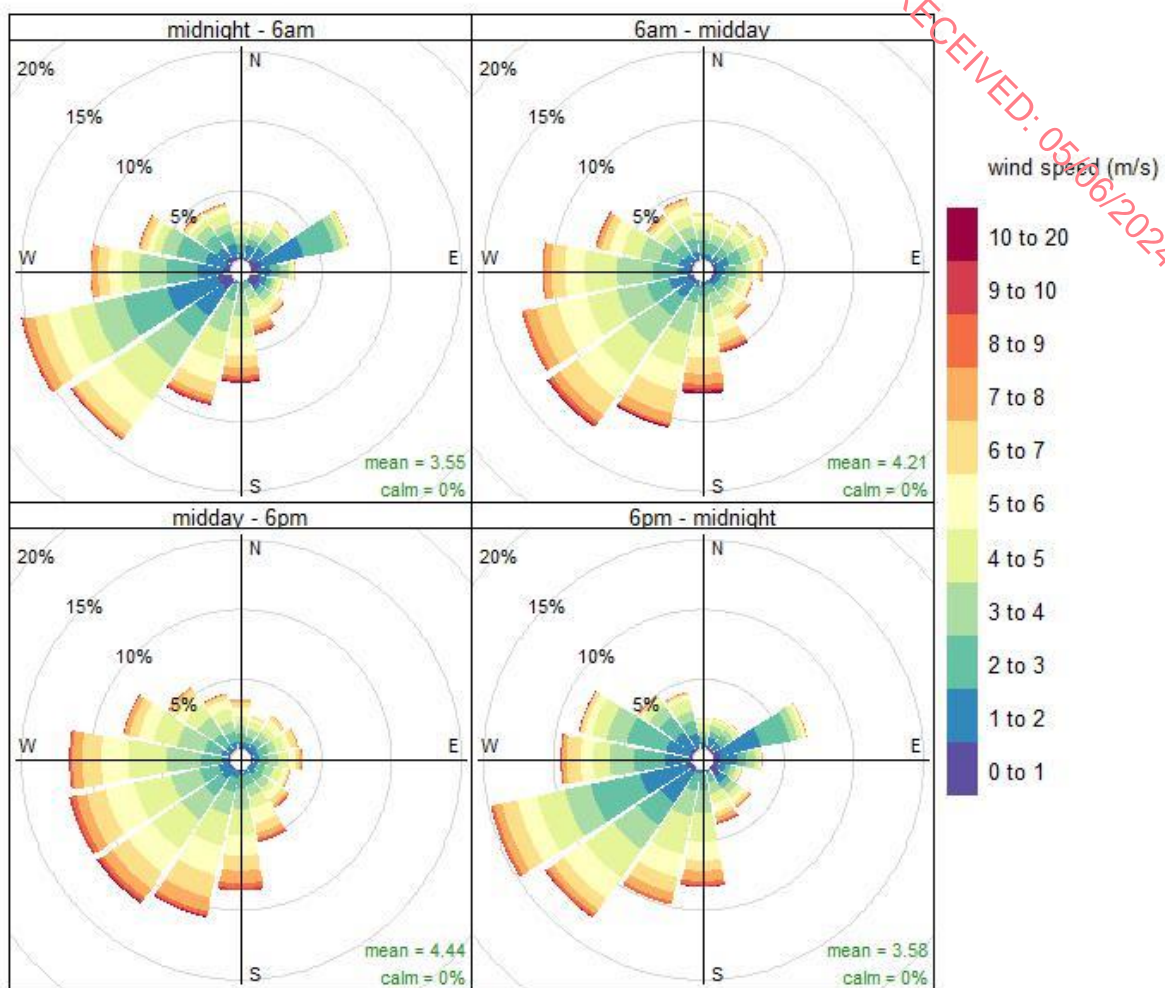 midnight - 6am
20%
15%
10%
5%
N
W
E
S
mean = 3.55
calm = 0%
6am - midday
20%
15%
10%
5%
N
W
E
S
mean = 4.21
calm = 0%
midday - 6pm
20%
15%
10%
5%
N
W
E
S
mean = 4.44
calm = 0%
6pm - midnight
20%
15%
10%
5%
N
W
E
S
mean = 3.58
calm = 0%
RECEIVED: 05/06/2024
wind speed (m/s)
10 to 20
9 to 10
8 to 9
7 to 8
6 to 7
5 to 6
4 to 5
3 to 4
2 to 3
1 to 2
0 to 1